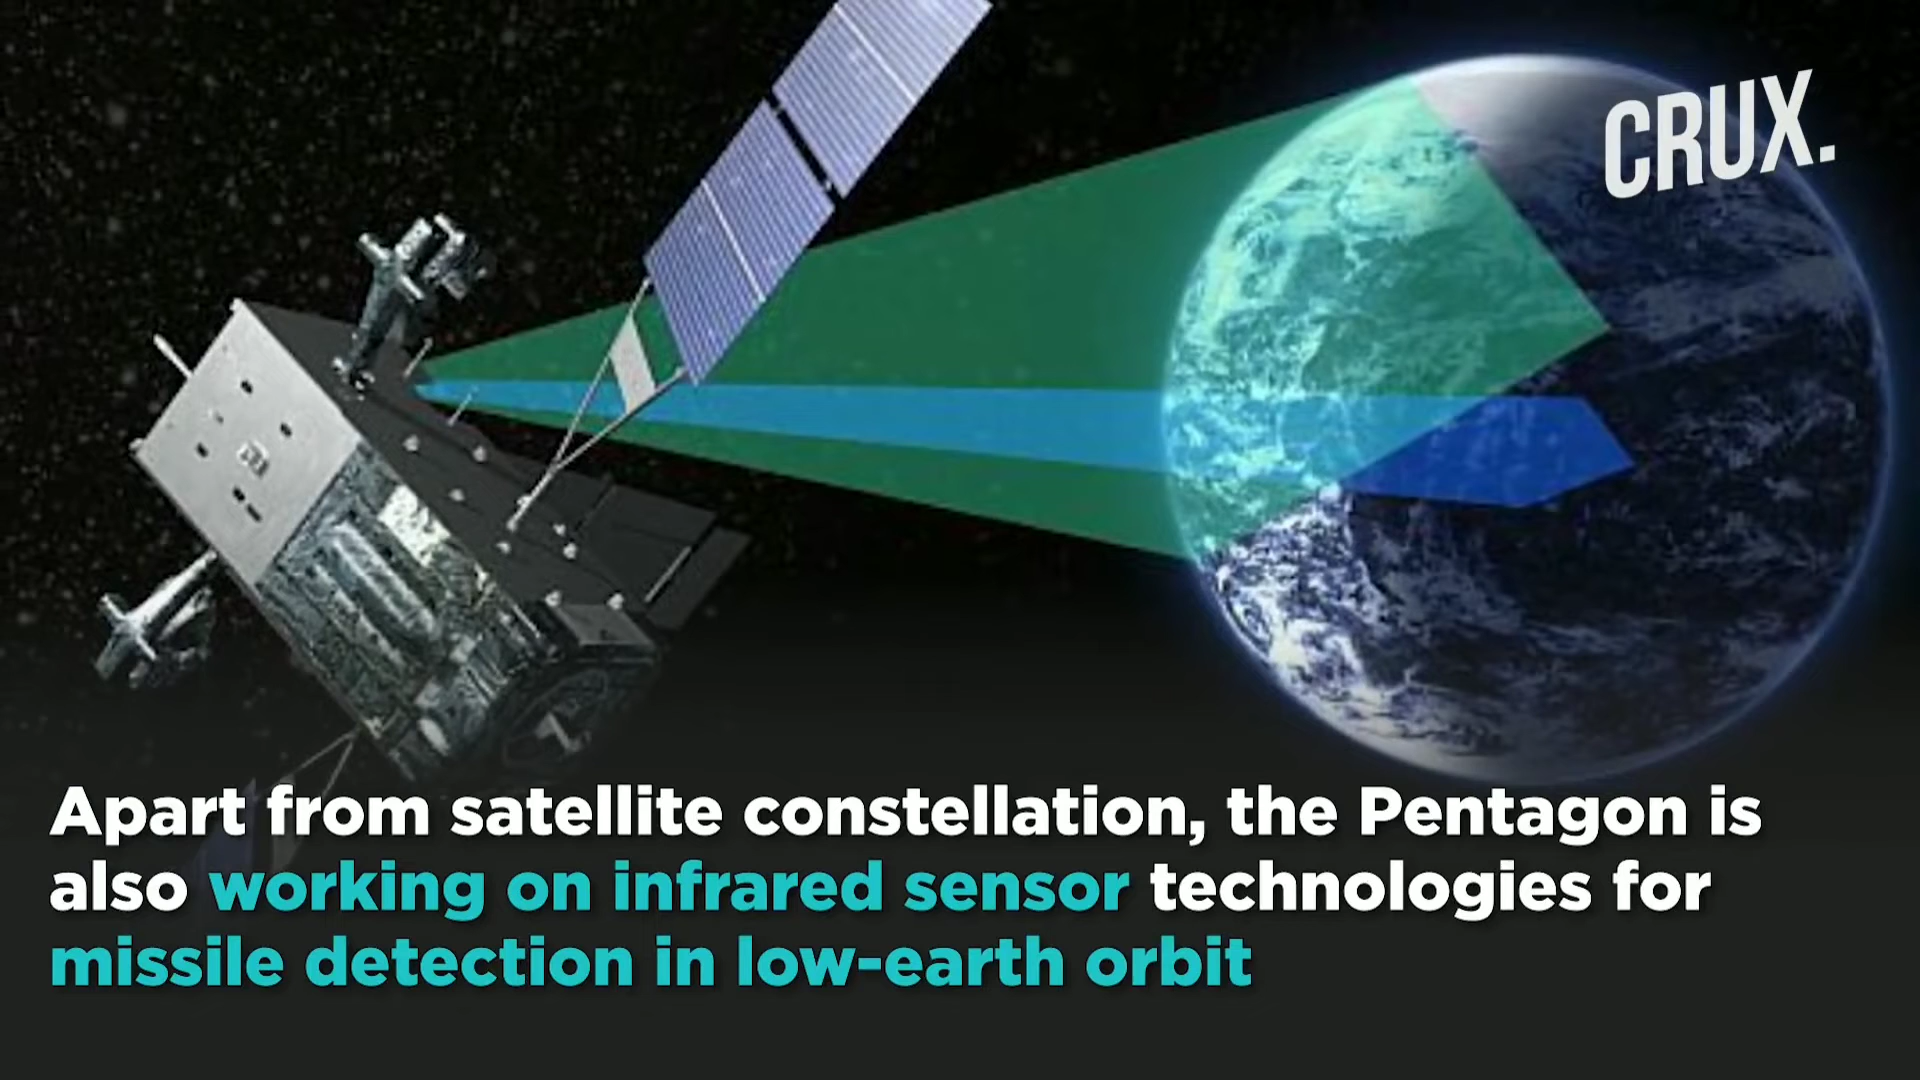 CRUX.
Apart from satellite constellation, the Pentagon is
also working on infrared sensor technologies for
missile detection in low-earth orbit